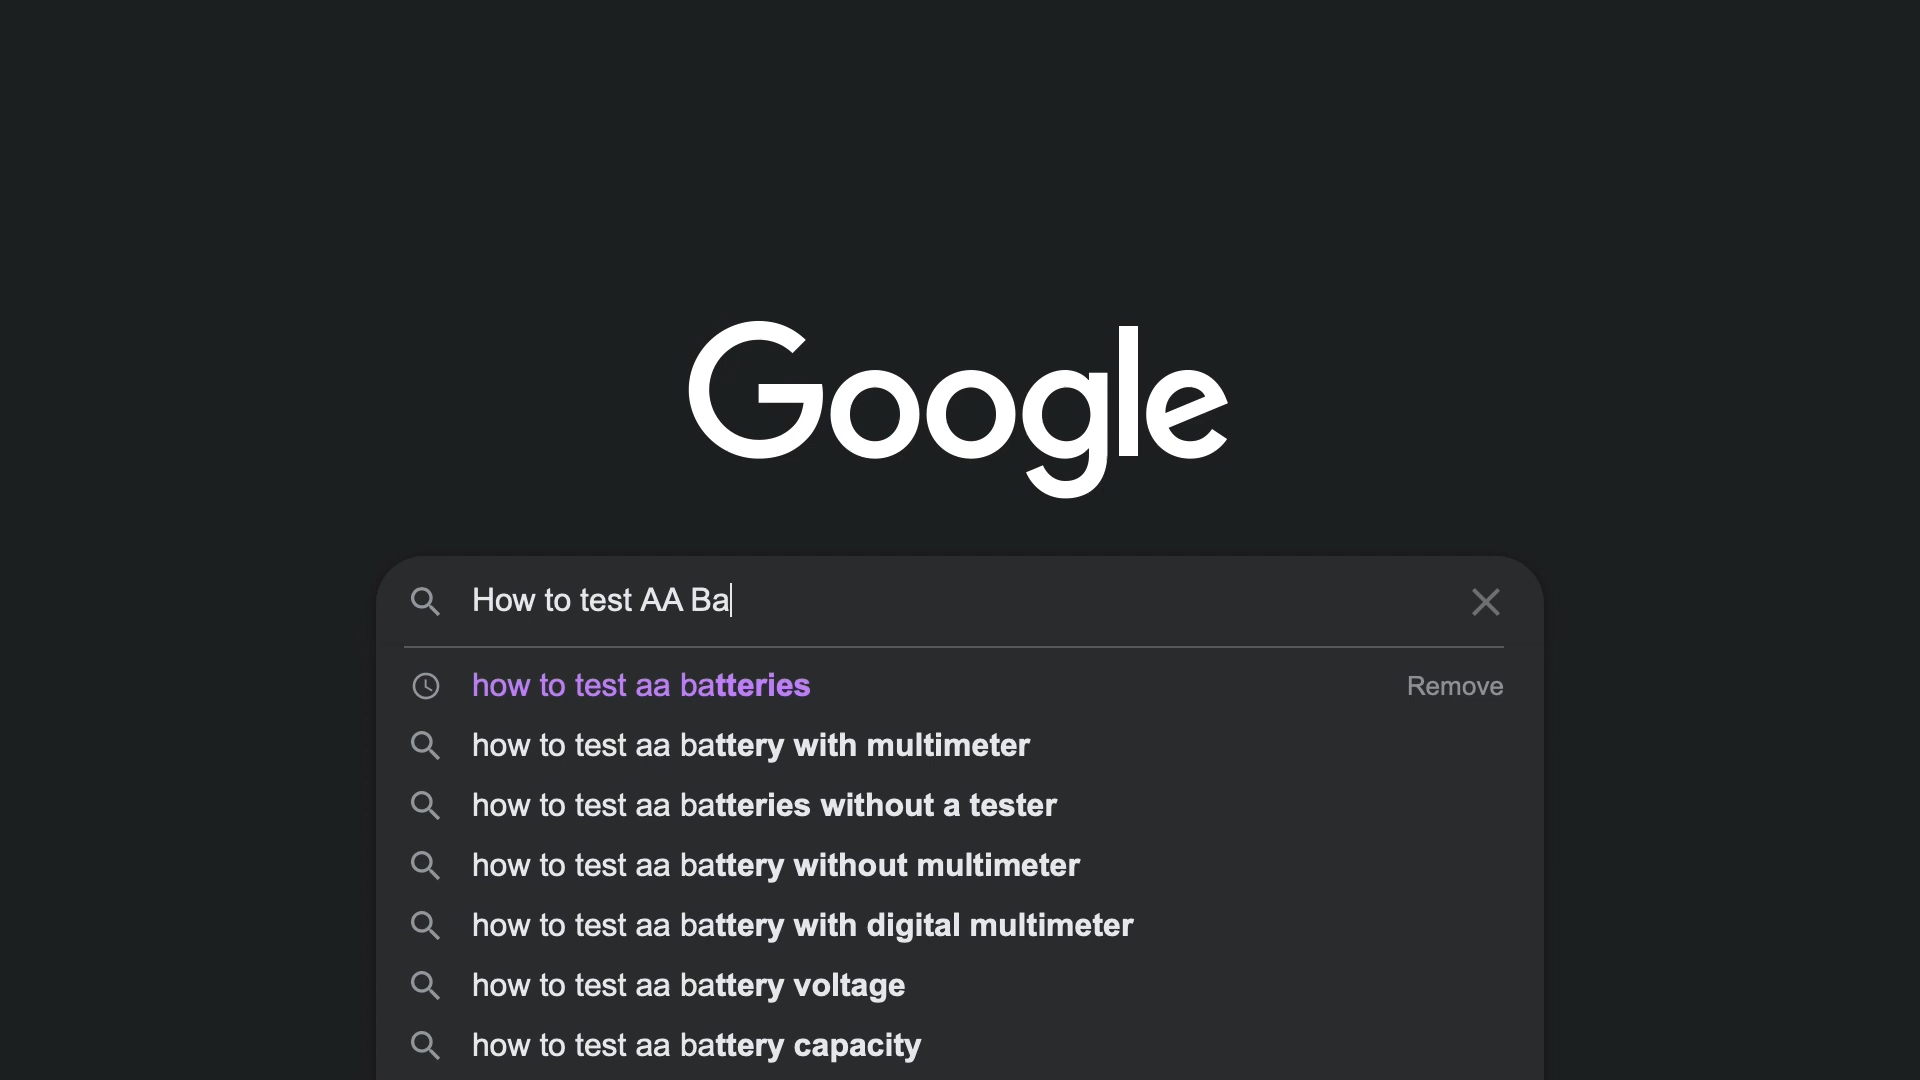 Google
How to test AA Ba
how to test aa batteries Remove
how to test aa battery with multimeter
how to test aa batteries without a tester
how to test aa battery without multimeter
how to test aa battery with digital multimeter
how to test aa battery voltage
how to test aa battery capacity